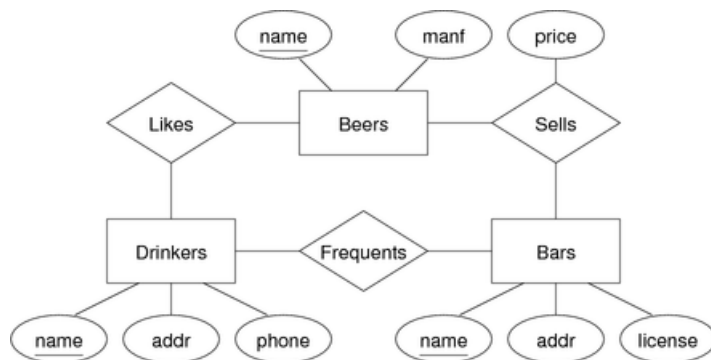 name manf price
Likes Beers Sells
Drinkers Frequents Bars
name addr phone name addr license